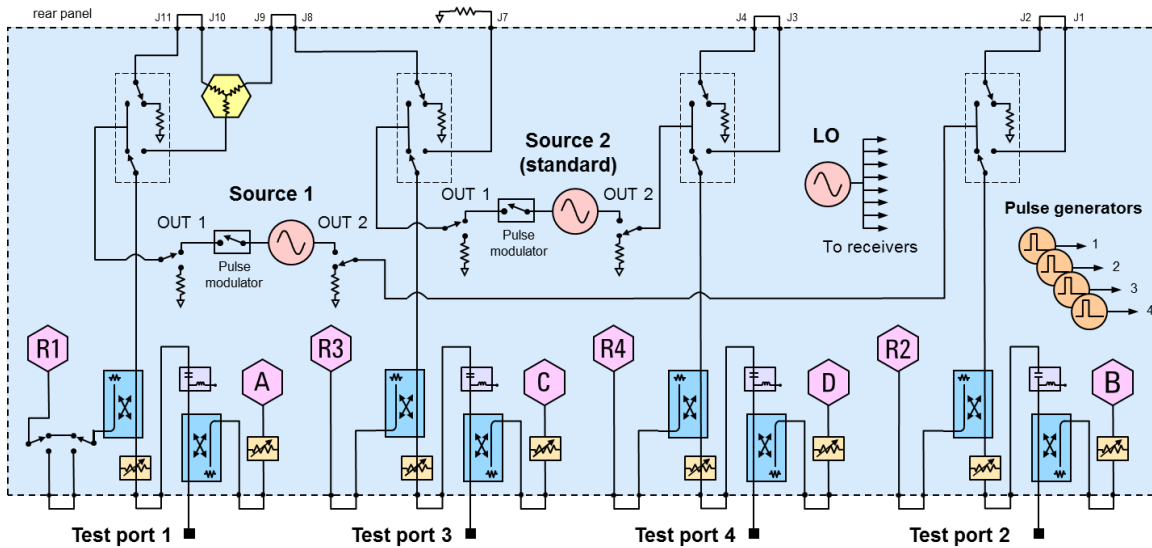 rear panel
J11 J10 J9 J8 J7 J4 J3 J2 J1
Source 2
(standard)
LO
Source 1
OUT 1
OUT 2
Pulse
modulator
OUT 1
OUT 2
Pulse
modulator
To receivers
Pulse generators
1
2
3
4
R1
A
R3
C
R4
D
R2
B
Test port 1
Test port 3
Test port 4
Test port 2